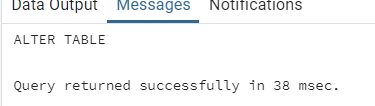 Data Output Messages Notifications
ALTER TABLE
Query returned successfully in 38 msec.